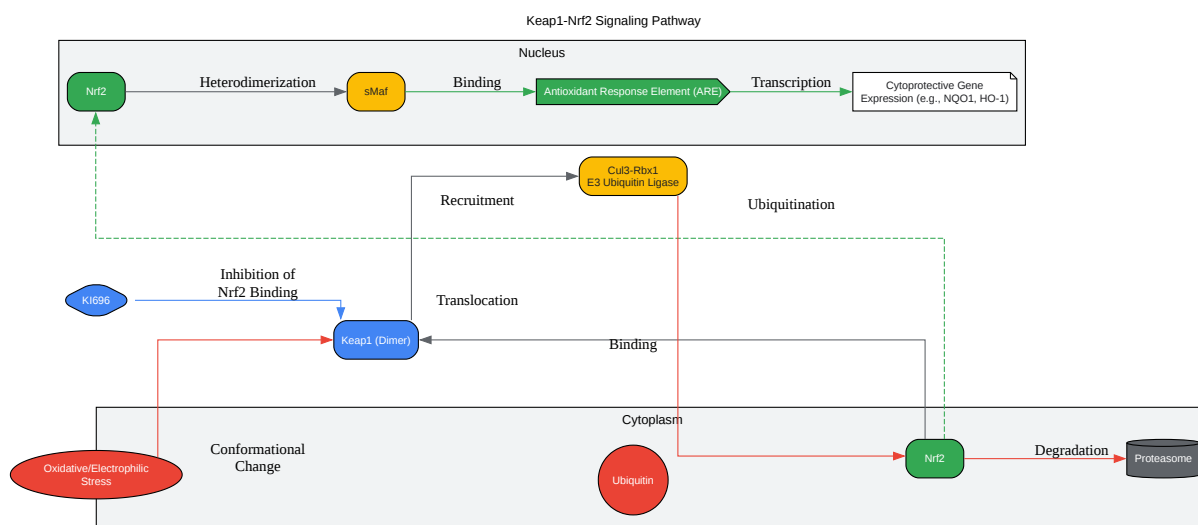 Keap1-Nrf2 Signaling Pathway
Nucleus
Nrf2
Heterodimerization
sMaf
Binding
Antioxidant Response Element (ARE)
Transcription
Cytoprotective Gene
Expression (e.g., NQO1, HO-1)
Cul3-Rbx1
E3 Ubiquitin Ligase
Recruitment
Ubiquitination
Inhibition of
Nrf2 Binding
KI696
Translocation
Keap1 (Dimer)
Binding
Cytoplasm
Conformational
Change
Oxidative/Electrophilic
Stress
Ubiquitin
Nrf2
Degradation
Proteasome